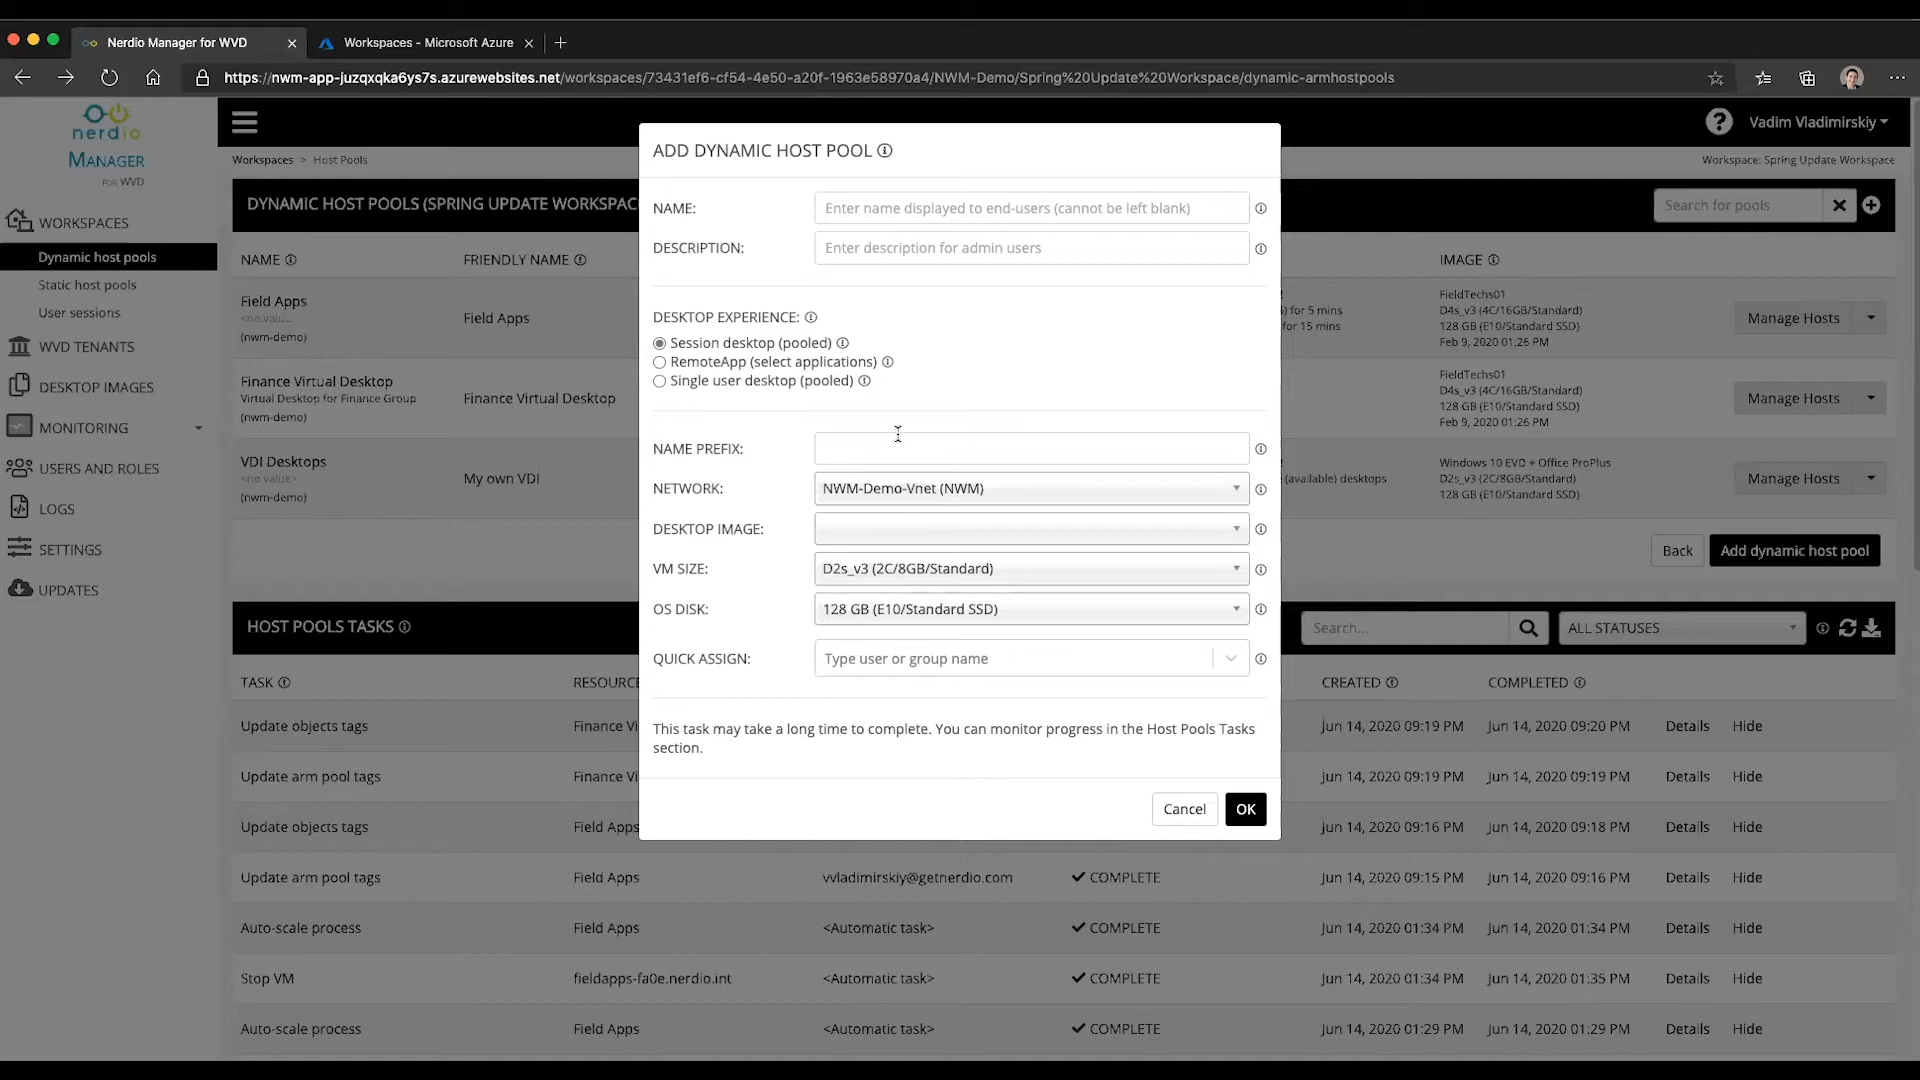 Nerdio Manager for WVD
Workspaces - Microsoft Azure
https://nwm-app-juzqxqka6ys7s.azurewebsites.net/workspaces/73431ef6-cf54-4e50-a20f-1963e58970a4/NWM-Demo/Spring%20Update%20Workspace/dynamic-armhostpools
nerdio
MANAGER
FOR WVD
Vadim Vladimirskiy
Workspaces > Host Pools
Workspace: Spring Update Workspace
WORKSPACES
Dynamic host pools
Static host pools
User sessions
WVD TENANTS
DESKTOP IMAGES
MONITORING
USERS AND ROLES
LOGS
SETTINGS
UPDATES
DYNAMIC HOST POOLS (SPRING UPDATE WORKSPAC
Search for pools
NAME
FRIENDLY NAME
IMAGE
Field Apps
<no value>
(nwm-demo)
Field Apps
) for 5 mins
for 15 mins
FieldTechs01
D4s_v3 (4C/16GB/Standard)
128 GB (E10/Standard SSD)
Feb 9, 2020 01:26 PM
Manage Hosts
Finance Virtual Desktop
Virtual Desktop for Finance Group
(nwm-demo)
Finance Virtual Desktop
FieldTechs01
D4s_v3 (4C/16GB/Standard)
128 GB (E10/Standard SSD)
Feb 9, 2020 01:26 PM
Manage Hosts
VDI Desktops
<no value>
(nwm-demo)
My own VDI
(available) desktops
Windows 10 EVD + Office ProPlus
D2s_v3 (2C/8GB/Standard)
128 GB (E10/Standard SSD)
Manage Hosts
Back
Add dynamic host pool
ADD DYNAMIC HOST POOL
NAME:
Enter name displayed to end-users (cannot be left blank)
DESCRIPTION:
Enter description for admin users
DESKTOP EXPERIENCE:
Session desktop (pooled)
RemoteApp (select applications)
Single user desktop (pooled)
NAME PREFIX:
NETWORK:
NWM-Demo-Vnet (NWM)
DESKTOP IMAGE:
VM SIZE:
D2s_v3 (2C/8GB/Standard)
OS DISK:
128 GB (E10/Standard SSD)
QUICK ASSIGN:
Type user or group name
This task may take a long time to complete. You can monitor progress in the Host Pools Tasks
section.
Cancel
OK
HOST POOLS TASKS
Search...
ALL STATUSES
TASK
RESOURC
CREATED
COMPLETED
Update objects tags
Finance Vi
Jun 14, 2020 09:19 PM
Jun 14, 2020 09:20 PM
Details
Hide
Update arm pool tags
Finance Vi
Jun 14, 2020 09:19 PM
Jun 14, 2020 09:19 PM
Details
Hide
Update objects tags
Field Apps
Jun 14, 2020 09:16 PM
Jun 14, 2020 09:18 PM
Details
Hide
Update arm pool tags
Field Apps
vvladimirskiy@getnerdio.com
COMPLETE
Jun 14, 2020 09:15 PM
Jun 14, 2020 09:16 PM
Details
Hide
Auto-scale process
Field Apps
<Automatic task>
COMPLETE
Jun 14, 2020 01:34 PM
Jun 14, 2020 01:34 PM
Details
Hide
Stop VM
fieldapps-fa0e.nerdio.int
<Automatic task>
COMPLETE
Jun 14, 2020 01:34 PM
Jun 14, 2020 01:35 PM
Details
Hide
Auto-scale process
Field Apps
<Automatic task>
COMPLETE
Jun 14, 2020 01:29 PM
Jun 14, 2020 01:29 PM
Details
Hide